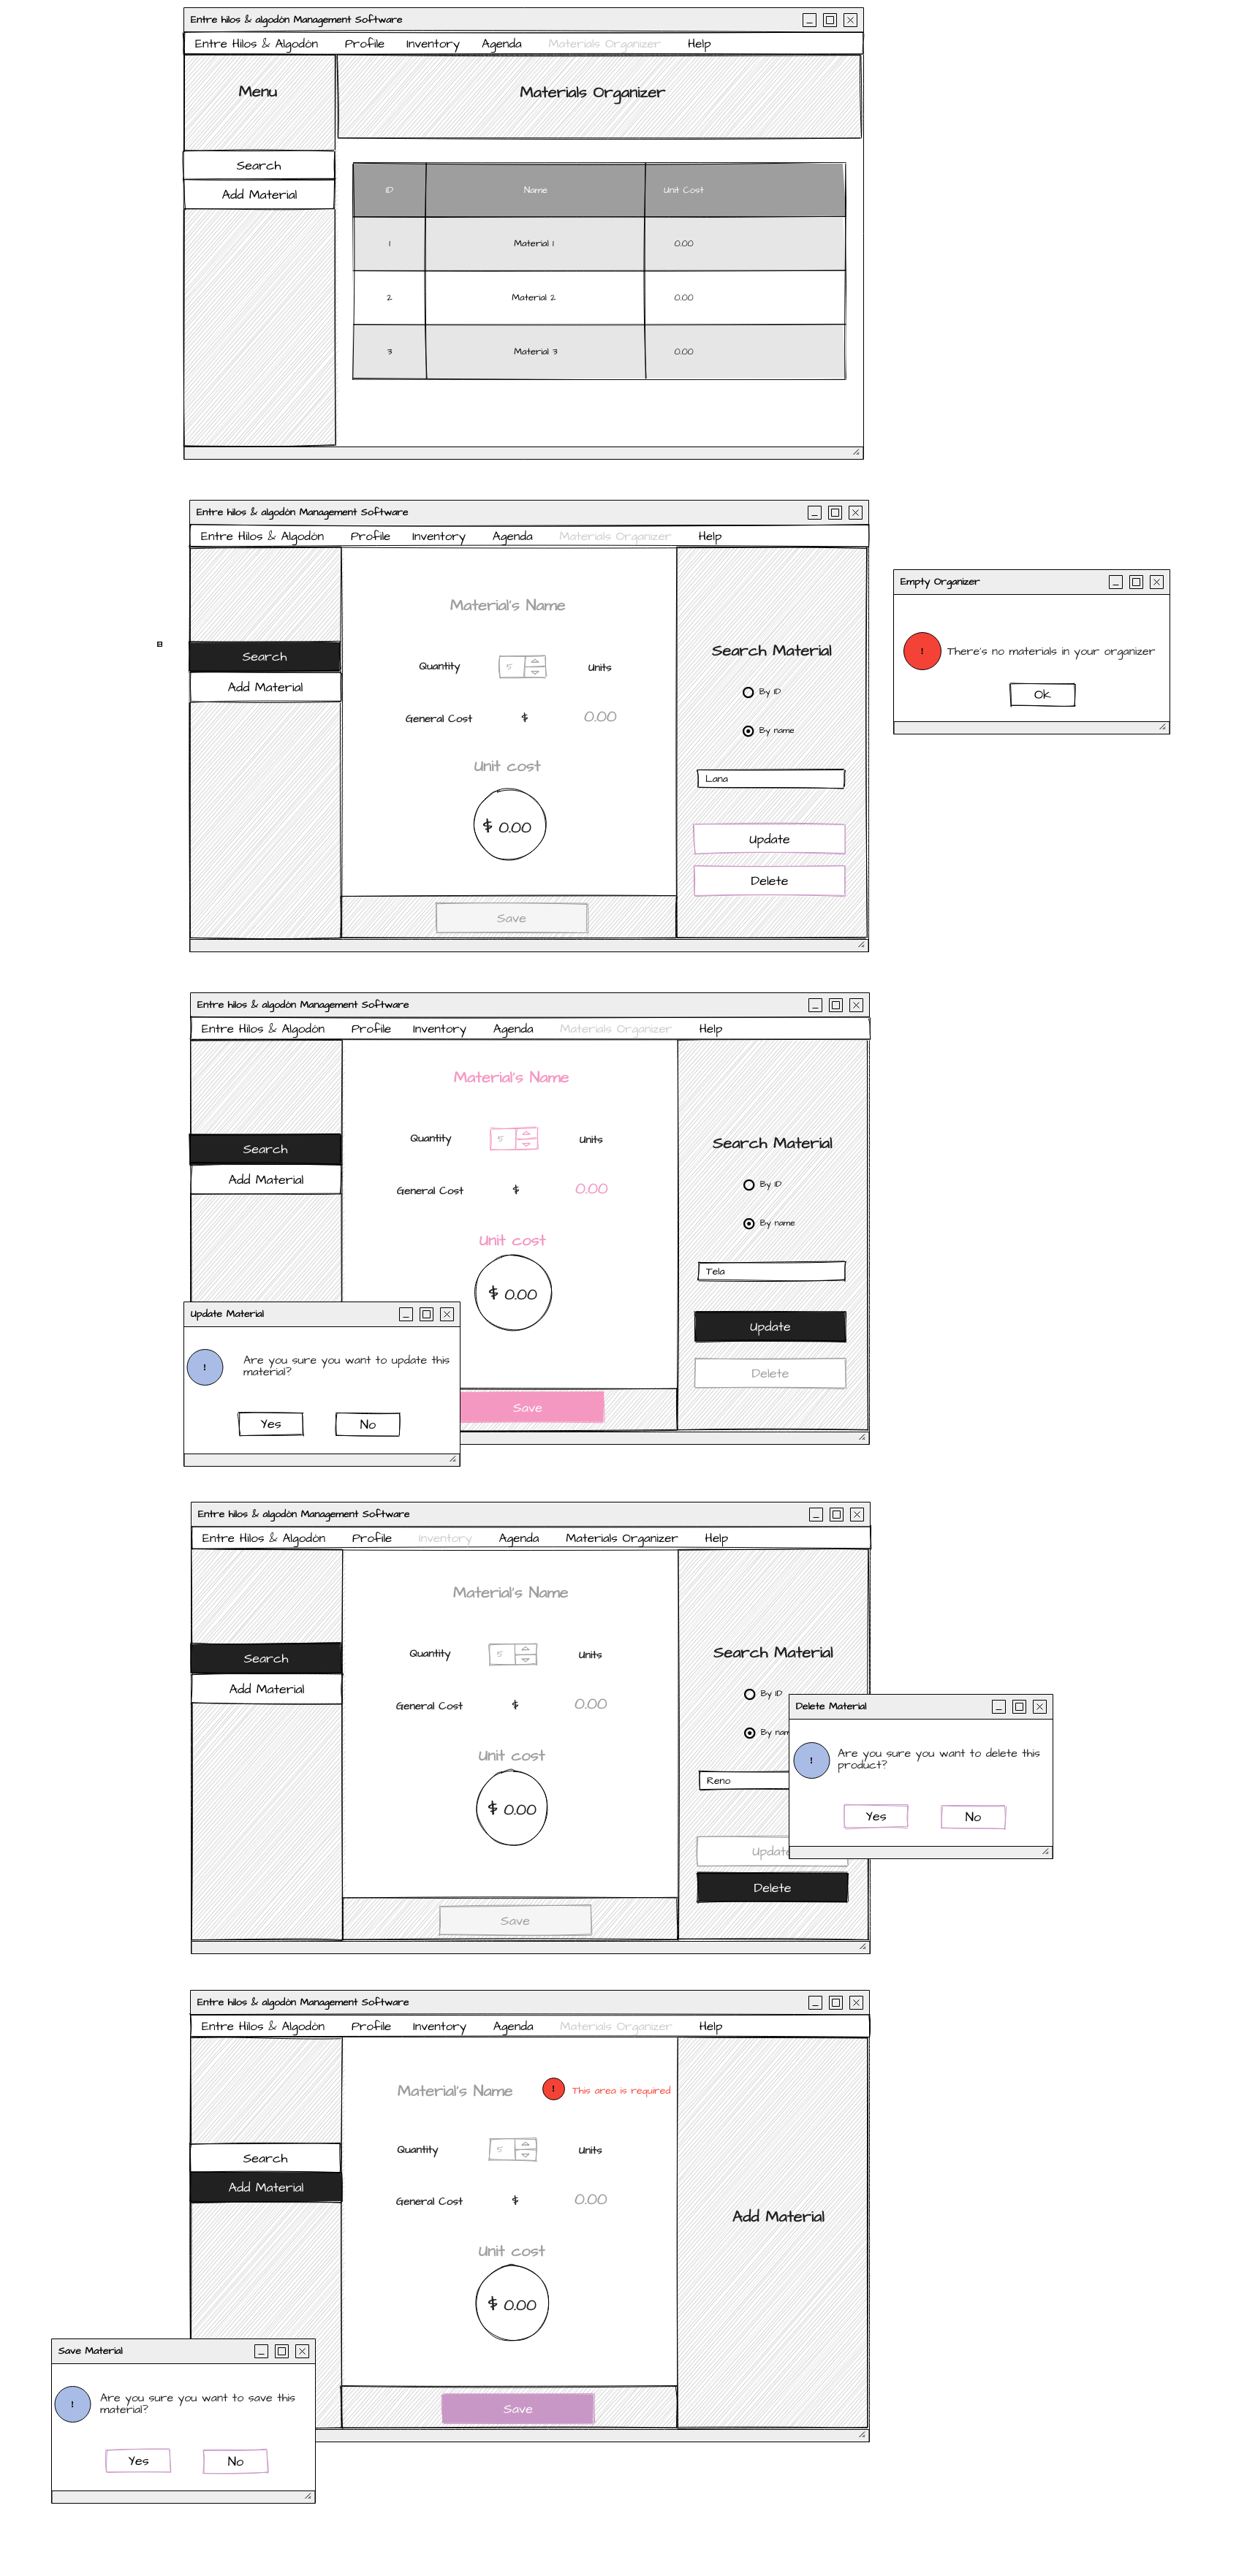 Entre hilos & algodón Management Software
Entre Hilos & Algodón Profile Inventory Agenda Materials Organizer Help
Menu
Materials Organizer
Search
Add Material
ID Name Unit Cost
1 Material 1 0.00
2 Material 2 0.00
3 Material 3 0.00
Entre hilos & algodón Management Software
Entre Hilos & Algodón Profile Inventory Agenda Materials Organizer Help
Search
Add Material
Material's Name
Quantity 5 Units
General Cost $ 0.00
Unit cost
$ 0.00
Save
Search Material
By ID
By name
Lana
Update
Delete
Empty Organizer
! There's no materials in your organizer
Ok
Entre hilos & algodón Management Software
Entre Hilos & Algodón Profile Inventory Agenda Materials Organizer Help
Search
Add Material
Material's Name
Quantity 5 Units
General Cost $ 0.00
Unit cost
$ 0.00
Save
Search Material
By ID
By name
Tela
Update
Delete
Update Material
! Are you sure you want to update this
material?
Yes No
Entre hilos & algodón Management Software
Entre Hilos & Algodón Profile Inventory Agenda Materials Organizer Help
Search
Add Material
Material's Name
Quantity 5 Units
General Cost $ 0.00
Unit cost
$ 0.00
Save
Search Material
By ID
By nam
Reno
Update
Delete
Delete Material
! Are you sure you want to delete this
product?
Yes No
Entre hilos & algodón Management Software
Entre Hilos & Algodón Profile Inventory Agenda Materials Organizer Help
Search
Add Material
Material's Name ! This area is required
Quantity 5 Units
General Cost $ 0.00
Unit cost
$ 0.00
Save
Add Material
Save Material
! Are you sure you want to save this
material?
Yes No